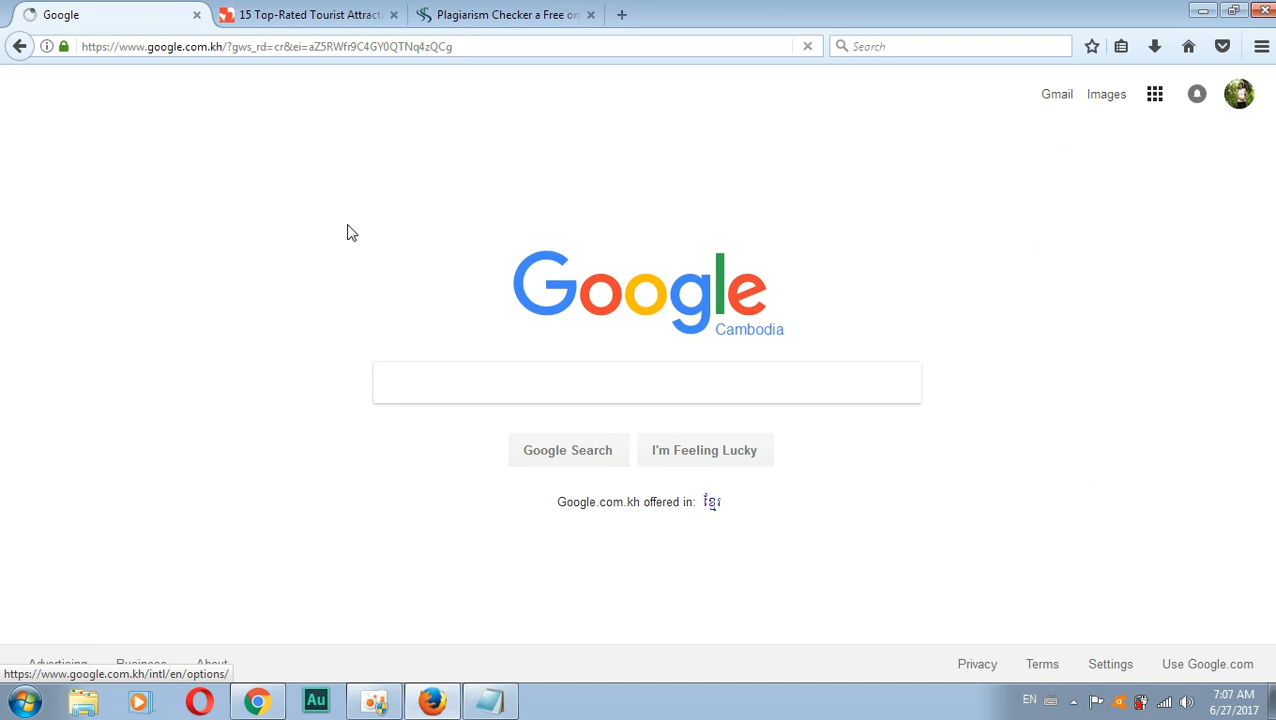 Google
15 Top-Rated Tourist Attract
Plagiarism Checker a Free on
https://www.google.com.kh/?gws_rd=cr&ei=aZ5RWfr9C4GY0QTNq4zQCg
Search
Gmail
Images
Google
Cambodia
Google Search
I'm Feeling Lucky
Google.com.kh offered in: ខ្មែរ
Advertising
Business
About
Privacy
Terms
Settings
Use Google.com
https://www.google.com.kh/intl/en/options/
Au
EN
7:07 AM
6/27/2017